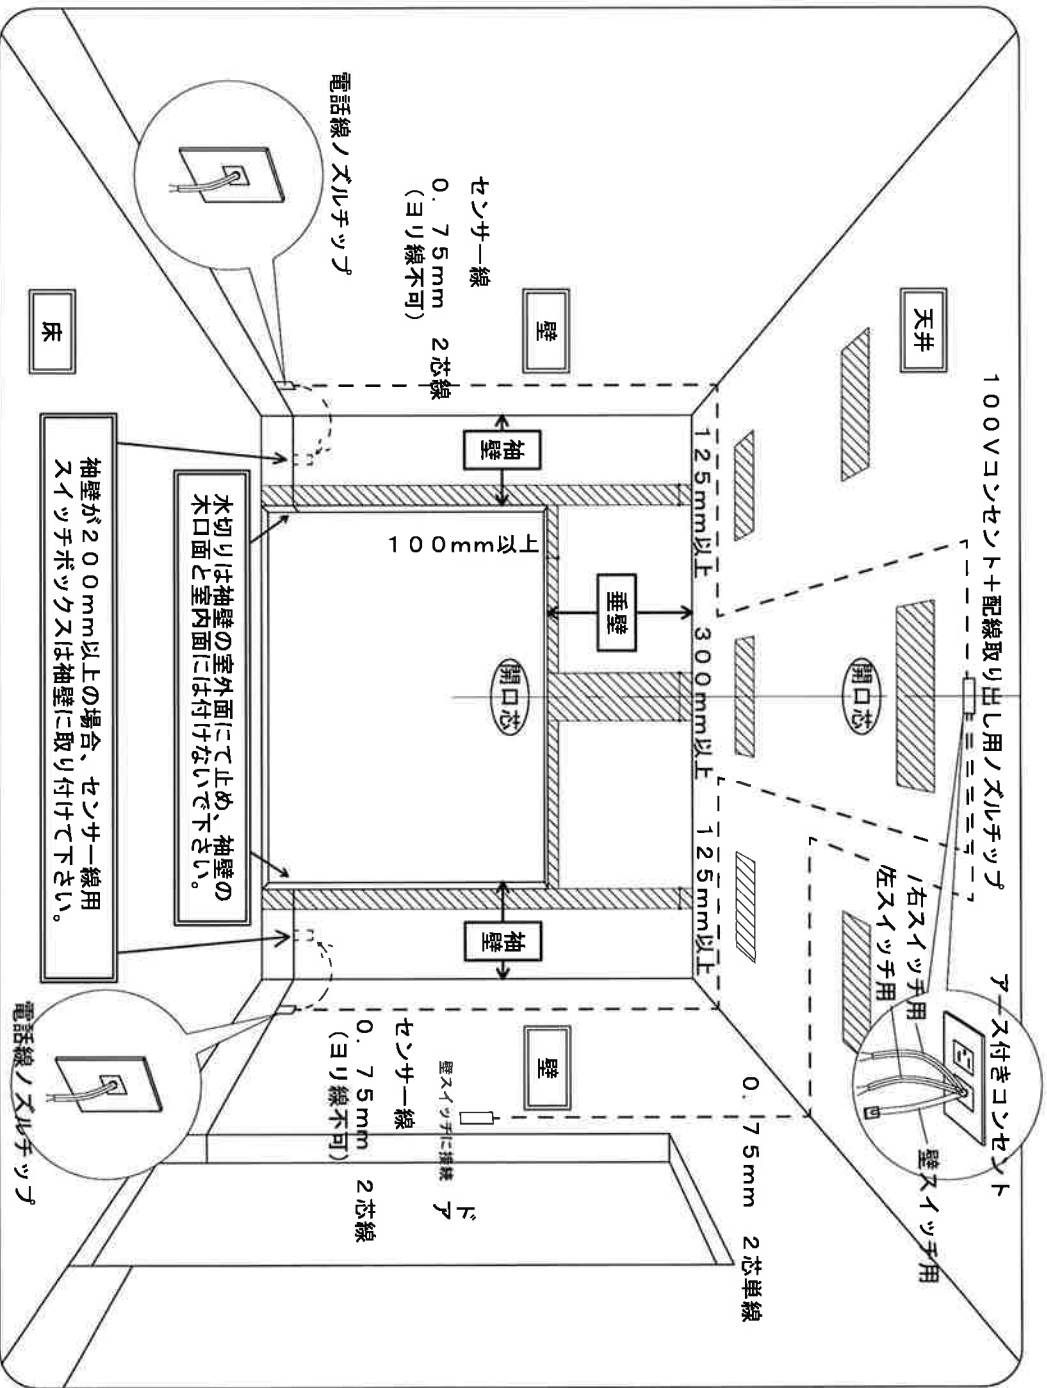 100Vコンセント+配線取り出し用ノズルチップ
アース付きコンセント
天井
開口芯
右スイッチ用
左スイッチ用
壁スイッチ用
0.75mm 2芯単線
125mm以上
300mm以上
125mm以上
センサー線
0.75mm 2芯線
(ヨリ線不可)
壁
袖壁
垂壁
100mm以上
開口芯
袖壁
壁
壁スイッチに接続
ドア
センサー線
0.75mm 2芯線
(ヨリ線不可)
電話線ノズルチップ
水切りは袖壁の室外面にて止め、袖壁の
木口面と室内面には付けないで下さい。
床
袖壁が200mm以上の場合、センサー線用
スイッチボックスは袖壁に取り付けて下さい。
電話線ノズルチップ